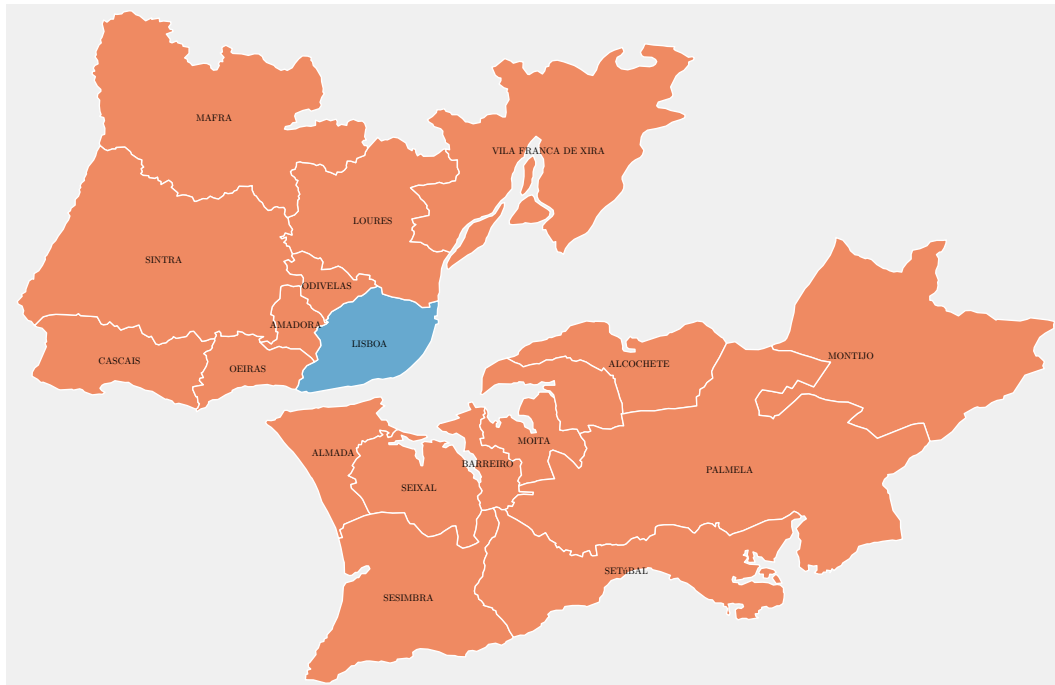 MAFRA
VILA FRANCA DE XIRA
LOURES
SINTRA
ODIVELAS
AMADORA
LISBOA
CASCAIS
OEIRAS
ALCOCHETE
MONTIJO
MOITA
ALMADA
BARREIRO
PALMELA
SEIXAL
SETúBAL
SESIMBRA